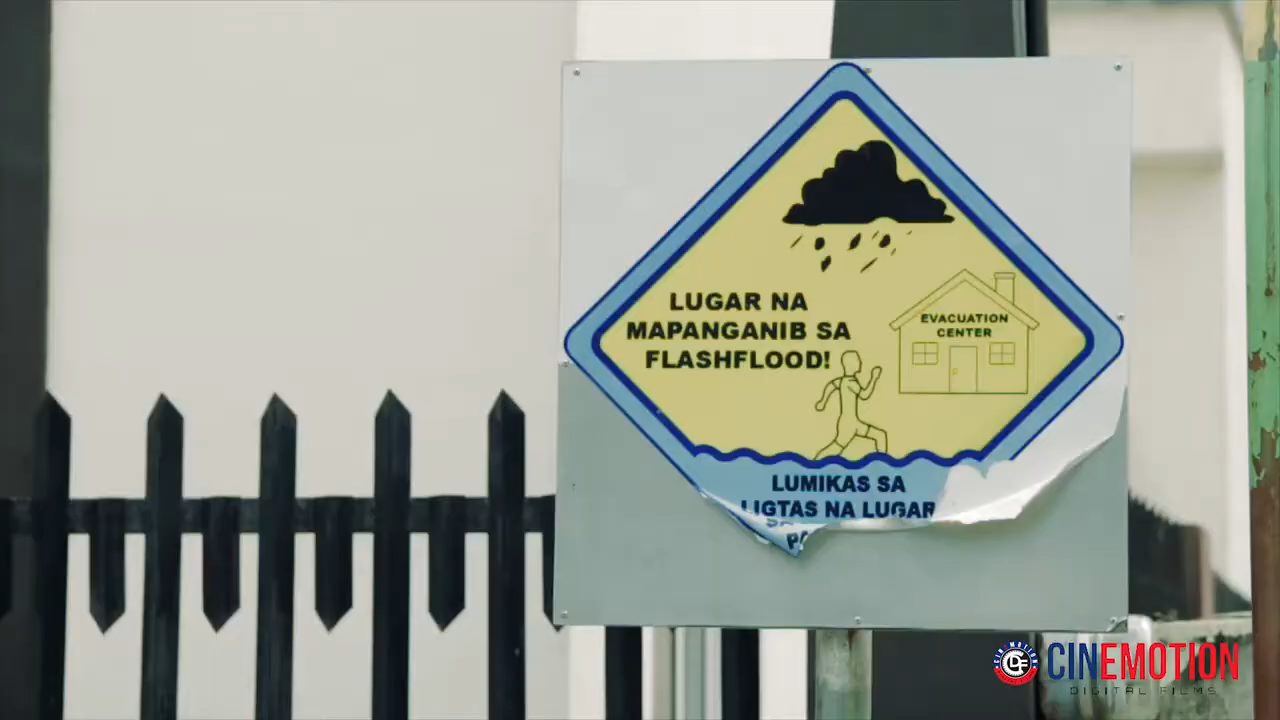 LUGAR NA
MAPANGANIB SA
FLASHFLOOD!
EVACUATION
CENTER
LUMIKAS SA
LIGTAS NA LUGAR
CINEMOTION
DIGITAL FILMS